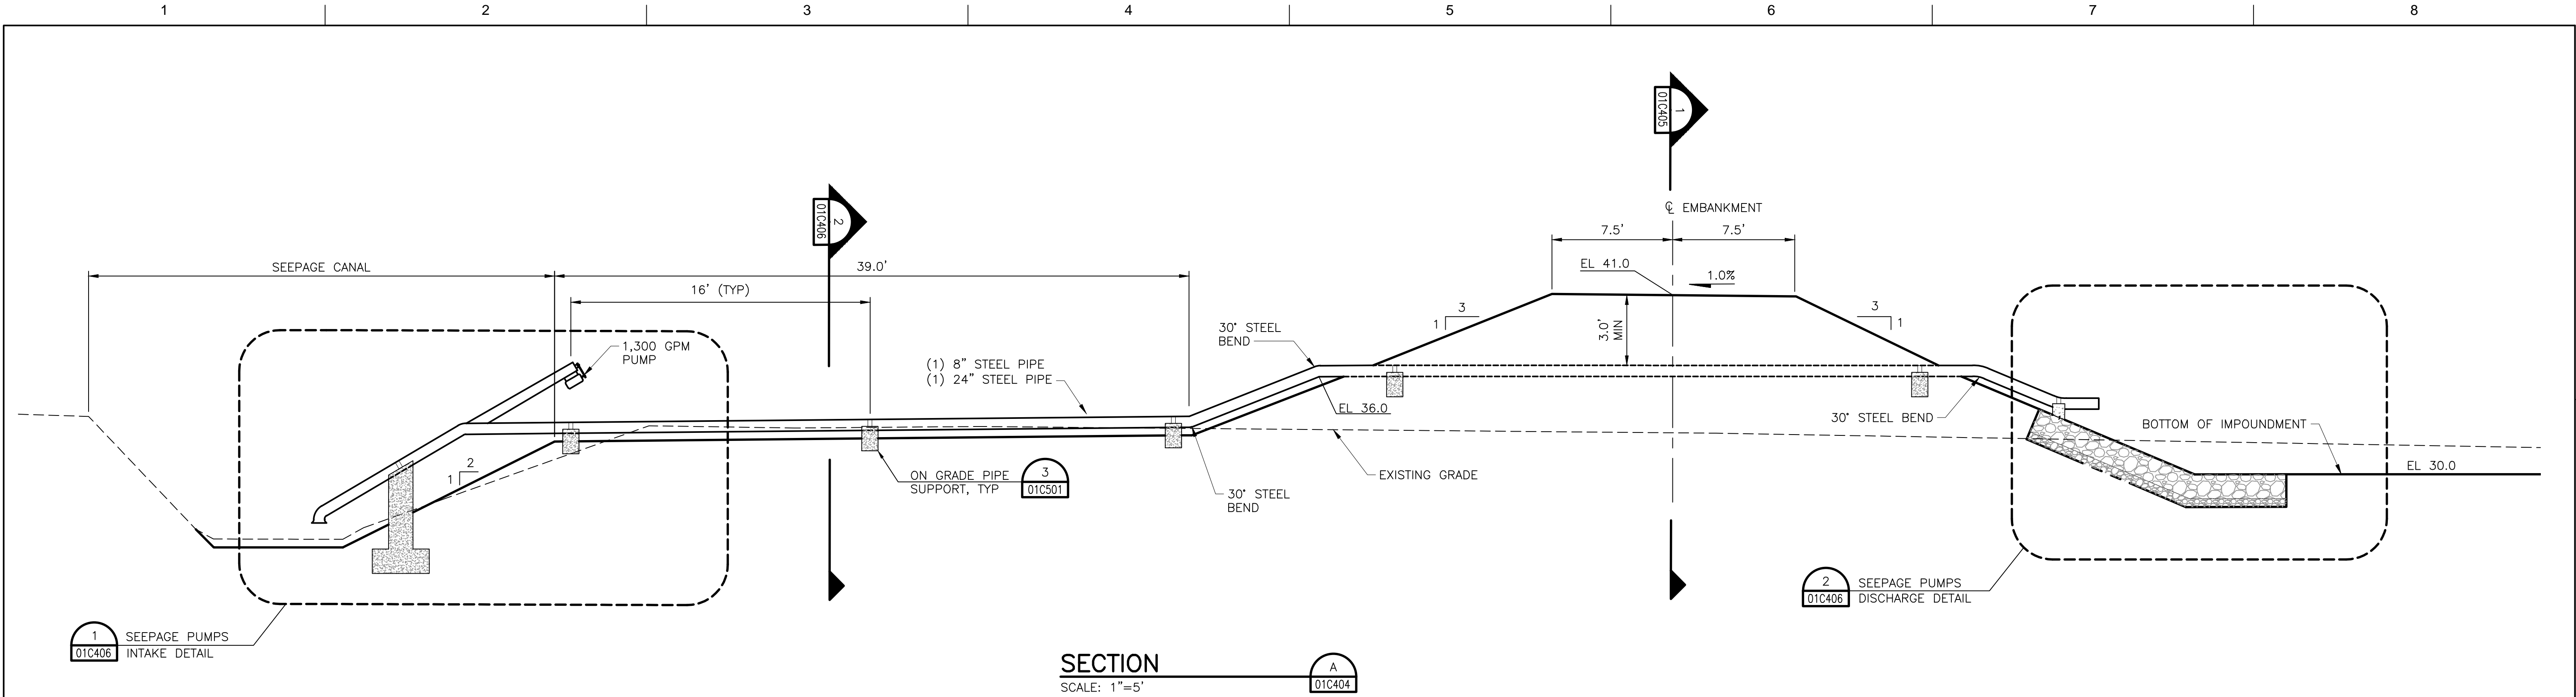 1 2 3 4 5 6 7 8
1
01C405
2
01C406
℄ EMBANKMENT
7.5' 7.5'
SEEPAGE CANAL
39.0'
EL 41.0
1.0%
16' (TYP)
3
1
3
1
3.0'
MIN
30° STEEL
BEND
1,300 GPM
PUMP
(1) 8" STEEL PIPE
(1) 24" STEEL PIPE
EL 36.0
30° STEEL BEND
BOTTOM OF IMPOUNDMENT
EL 30.0
2
1
ON GRADE PIPE
SUPPORT, TYP
3
01C501
EXISTING GRADE
30° STEEL
BEND
2
01C406
SEEPAGE PUMPS
DISCHARGE DETAIL
1
01C406
SEEPAGE PUMPS
INTAKE DETAIL
SECTION
A
01C404
SCALE: 1"=5'